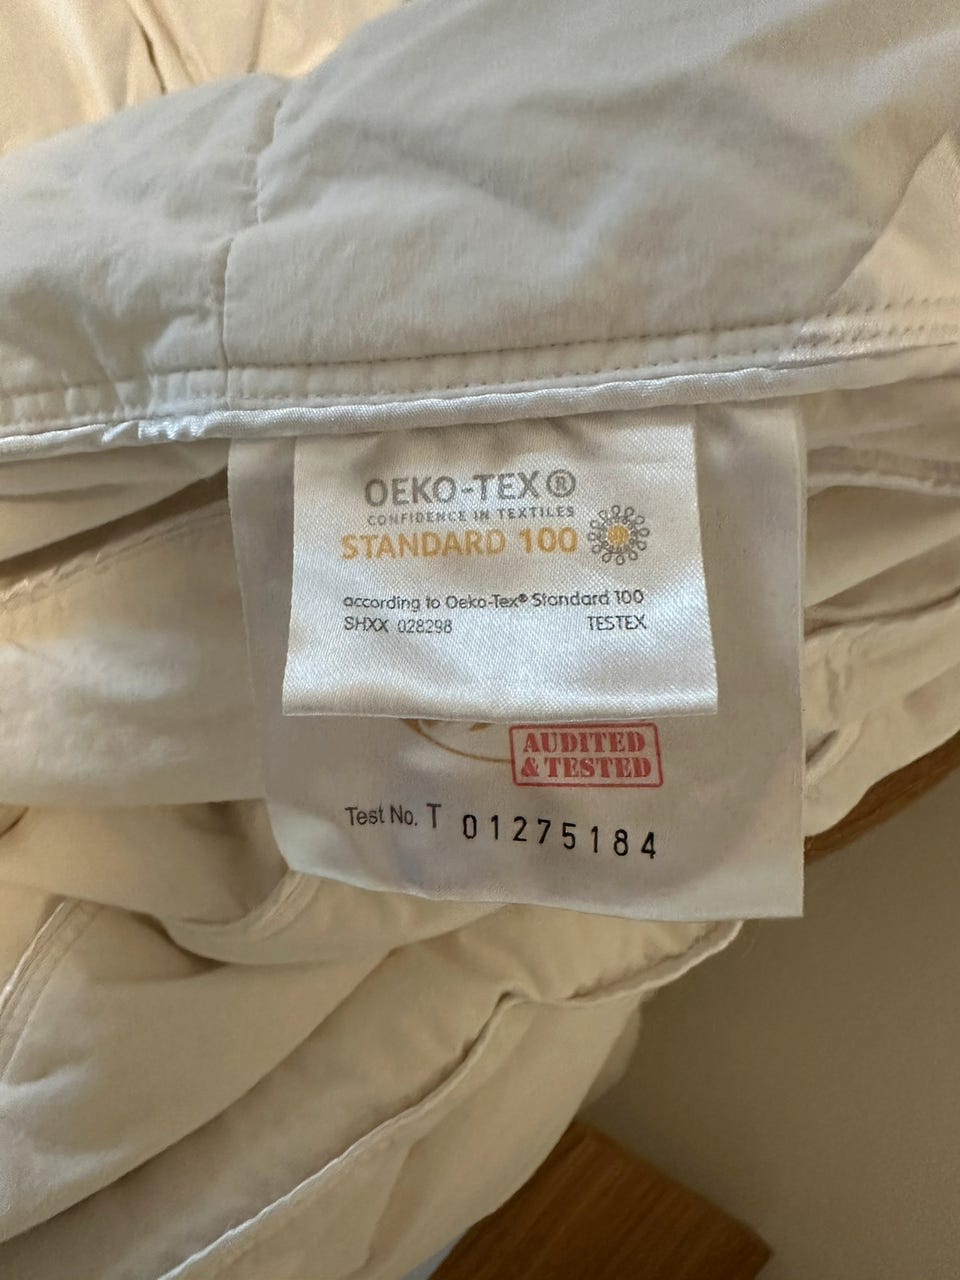 OEKO-TEX®
CONFIDENCE IN TEXTILES
STANDARD 100
according to Oeko-Tex® Standard 100
SHXX 028298 TESTEX
AUDITED
& TESTED
Test No. T 01275184